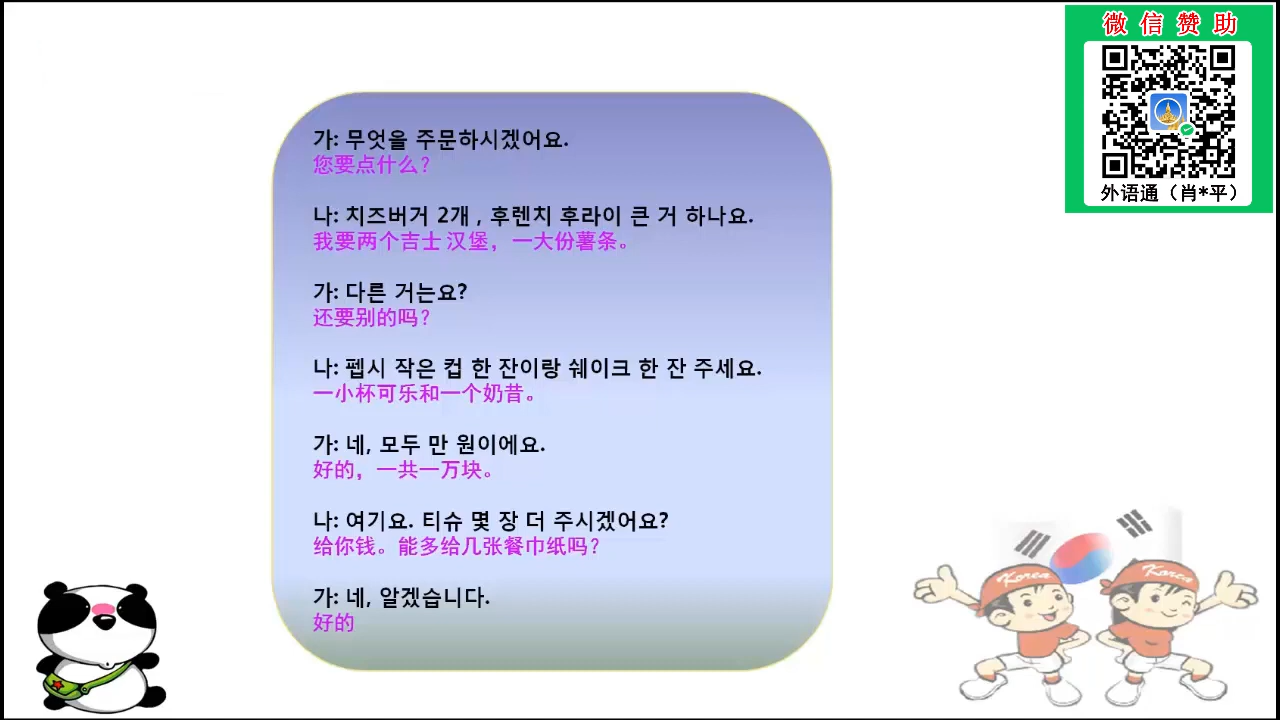 微信赞助
外语通（肖*平）
가: 무엇을 주문하시겠어요.
您要点什么？
나: 치즈버거 2개 , 후렌치 후라이 큰 거 하나요.
我要两个吉士汉堡，一大份薯条。
가: 다른 거는요?
还要别的吗？
나: 펩시 작은 컵 한 잔이랑 쉐이크 한 잔 주세요.
一小杯可乐和一个奶昔。
가: 네, 모두 만 원이에요.
好的，一共一万块。
나: 여기요. 티슈 몇 장 더 주시겠어요?
给你钱。能多给几张餐巾纸吗？
가: 네, 알겠습니다.
好的
Korea
Korea